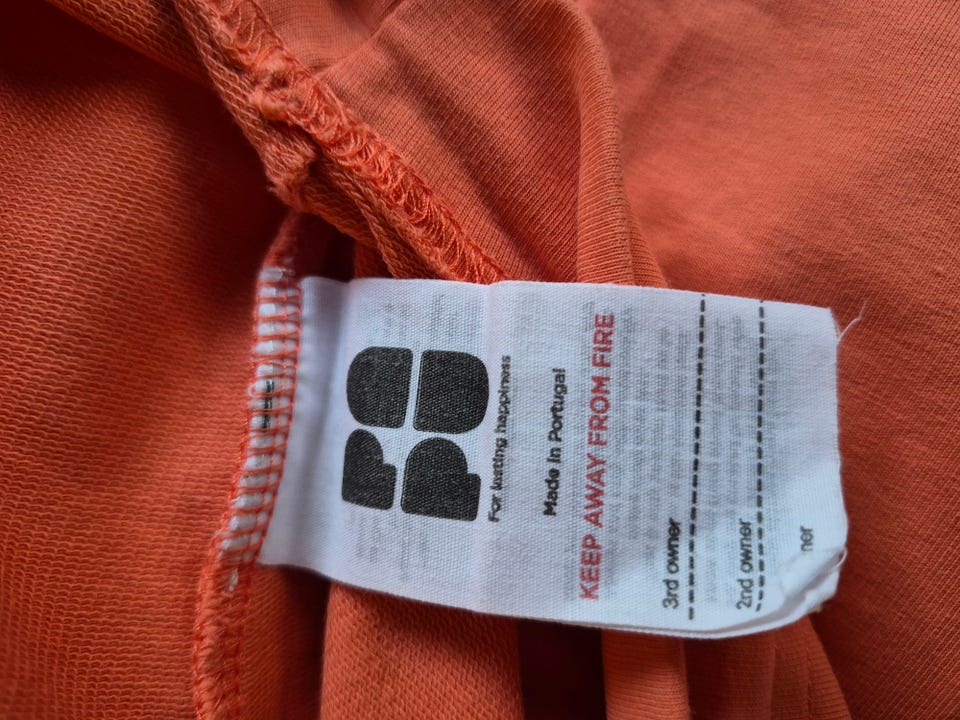 For lasting happiness
Made in Portugal
KEEP AWAY FROM FIRE
3rd owner
2nd owner
ner